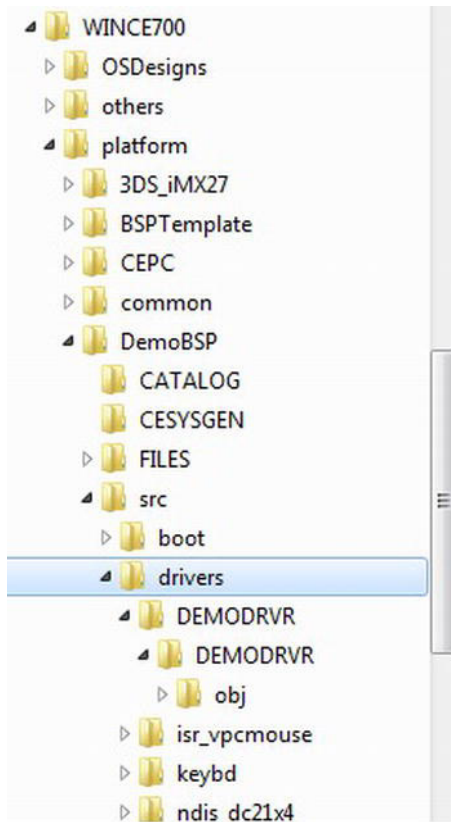 WINCE700
OSDesigns
others
platform
3DS_iMX27
BSPTemplate
CEPC
common
DemoBSP
CATALOG
CESYSGEN
FILES
src
boot
drivers
DEMODRVR
DEMODRVR
obj
isr_vpcmouse
keybd
ndis_dc21x4